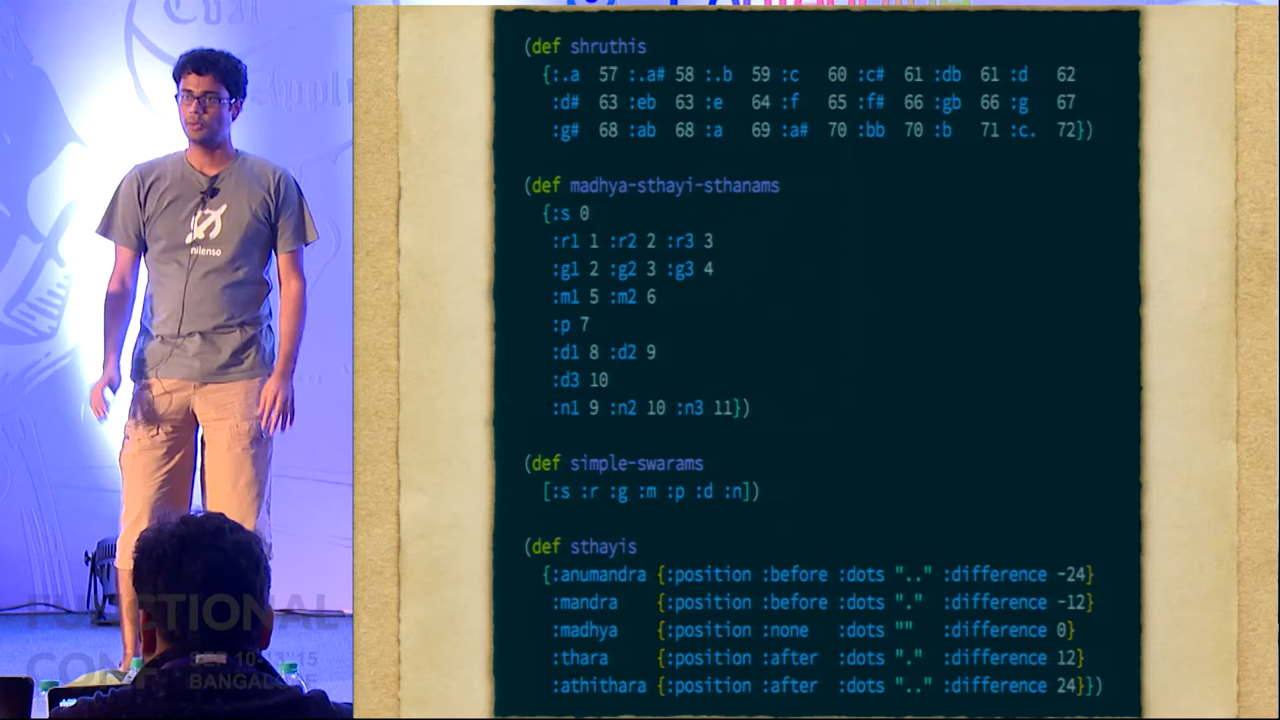 (def shruthis
{:.a 57 :.a# 58 :.b 59 :c 60 :c# 61 :db 61 :d 62
:d# 63 :eb 63 :e 64 :f 65 :f# 66 :gb 66 :g 67
:g# 68 :ab 68 :a 69 :a# 70 :bb 70 :b 71 :c. 72})
(def madhya-sthayi-sthanams
{:s 0
:r1 1 :r2 2 :r3 3
:g1 2 :g2 3 :g3 4
:m1 5 :m2 6
:p 7
:d1 8 :d2 9
:d3 10
:n1 9 :n2 10 :n3 11})
(def simple-swarams
[:s :r :g :m :p :d :n])
(def sthayis
{:anumandra {:position :before :dots ".." :difference -24}
:mandra {:position :before :dots "." :difference -12}
:madhya {:position :none :dots "" :difference 0}
:thara {:position :after :dots "." :difference 12}
:athithara {:position :after :dots ".." :difference 24}})
nilenso
FUNCTIONAL
CONF
BANGALORE